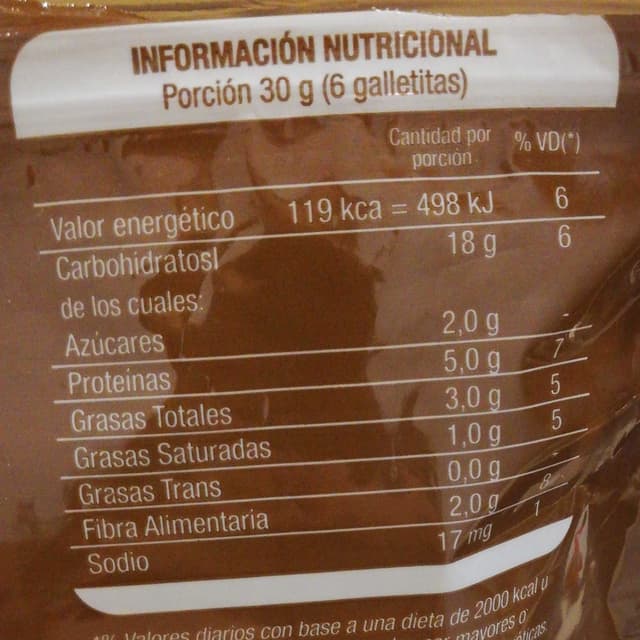 INFORMACIÓN NUTRICIONAL
Porción 30 g (6 galletitas)
Cantidad por porción % VD(*)
Valor energético 119 kca = 498 kJ 6
Carbohidratosl 18 g 6
de los cuales:
Azúcares 2,0 g -
Proteinas 5,0 g 7
Grasas Totales 3,0 g 5
Grasas Saturadas 1,0 g 5
Grasas Trans 0,0 g -
Fibra Alimentaria 2,0 g 8
Sodio 17 mg 1
Valores diarios con base a una dieta de 2000 kcal u
mayores o